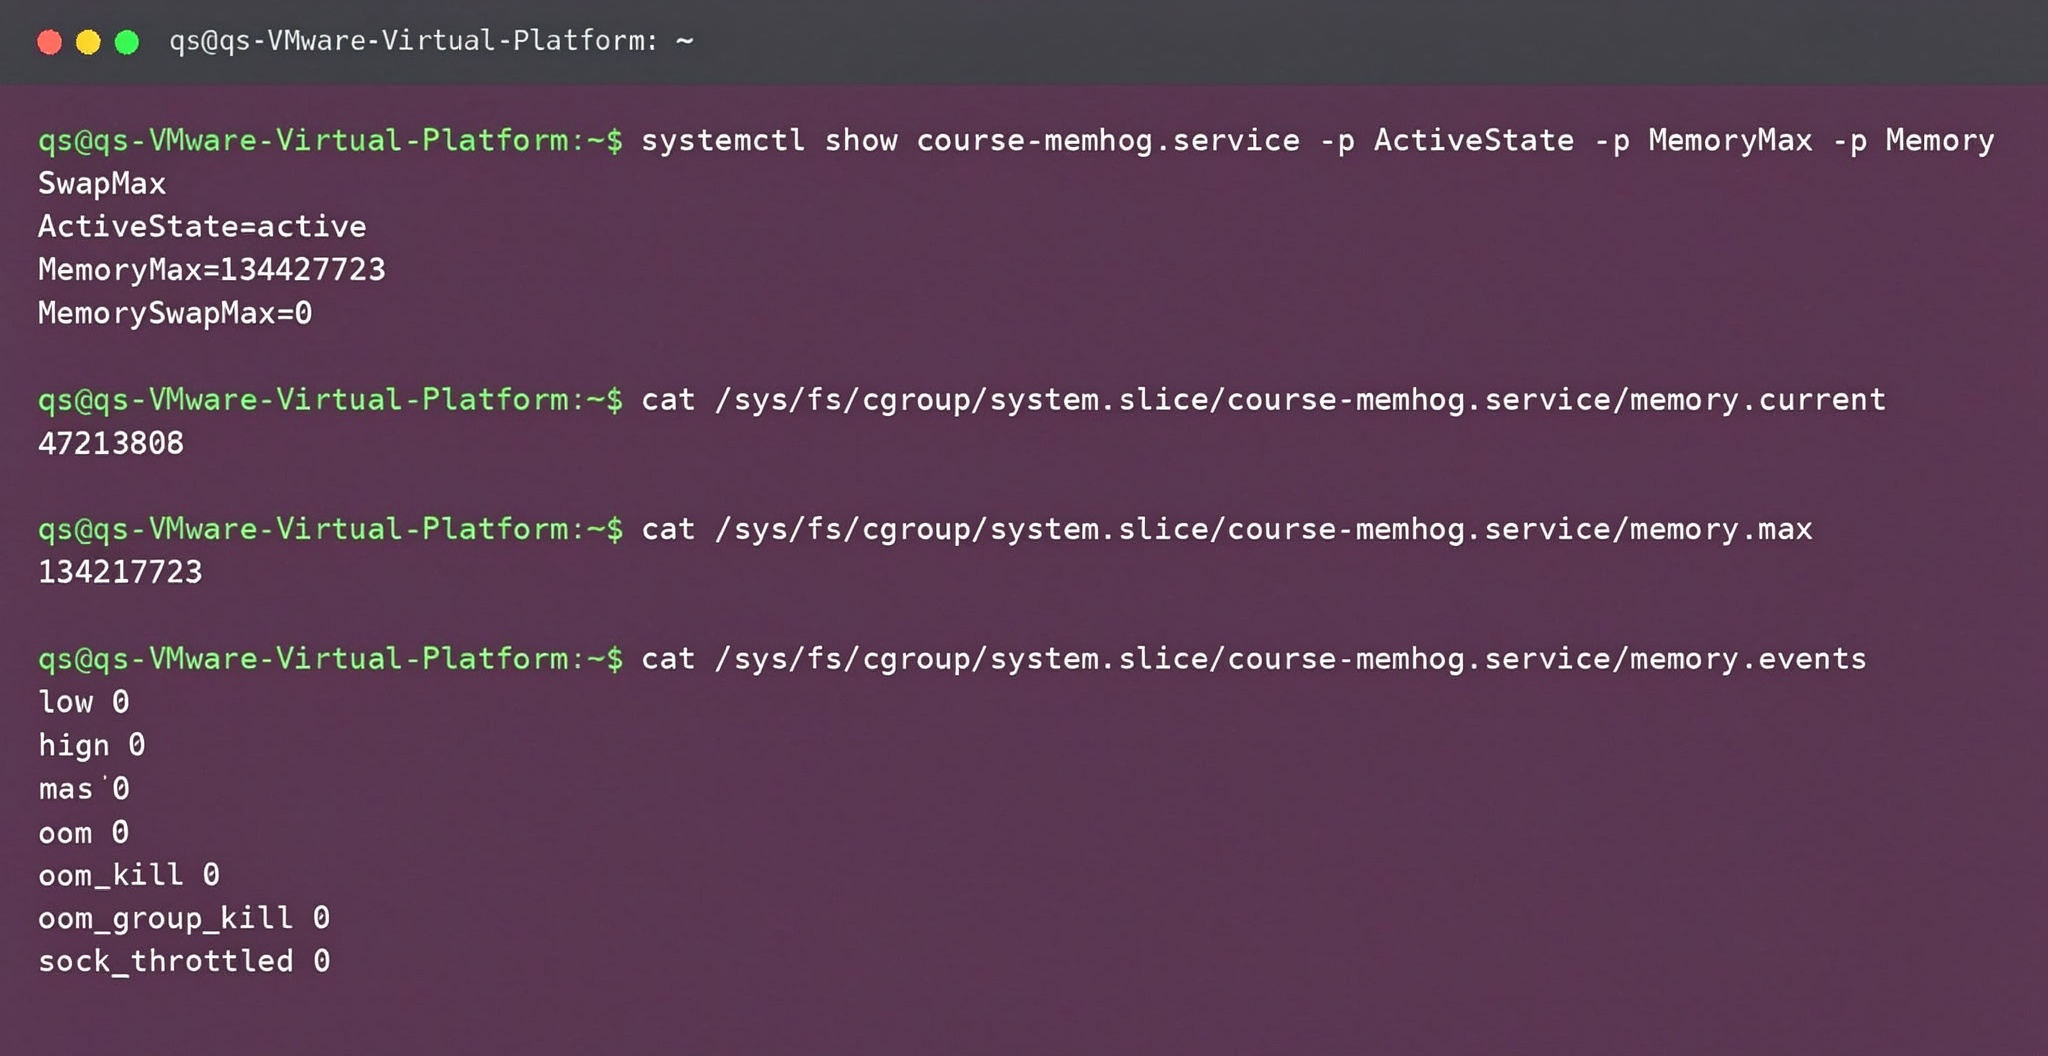 qs@qs-VMware-Virtual-Platform: ~
qs@qs-VMware-Virtual-Platform:~$ systemctl show course-memhog.service -p ActiveState -p MemoryMax -p Memory
SwapMax
ActiveState=active
MemoryMax=134427723
MemorySwapMax=0
qs@qs-VMware-Virtual-Platform:~$ cat /sys/fs/cgroup/system.slice/course-memhog.service/memory.current
47213808
qs@qs-VMware-Virtual-Platform:~$ cat /sys/fs/cgroup/system.slice/course-memhog.service/memory.max
134217723
qs@qs-VMware-Virtual-Platform:~$ cat /sys/fs/cgroup/system.slice/course-memhog.service/memory.events
low 0
hign 0
mas 0
oom 0
oom_kill 0
oom_group_kill 0
sock_throttled 0